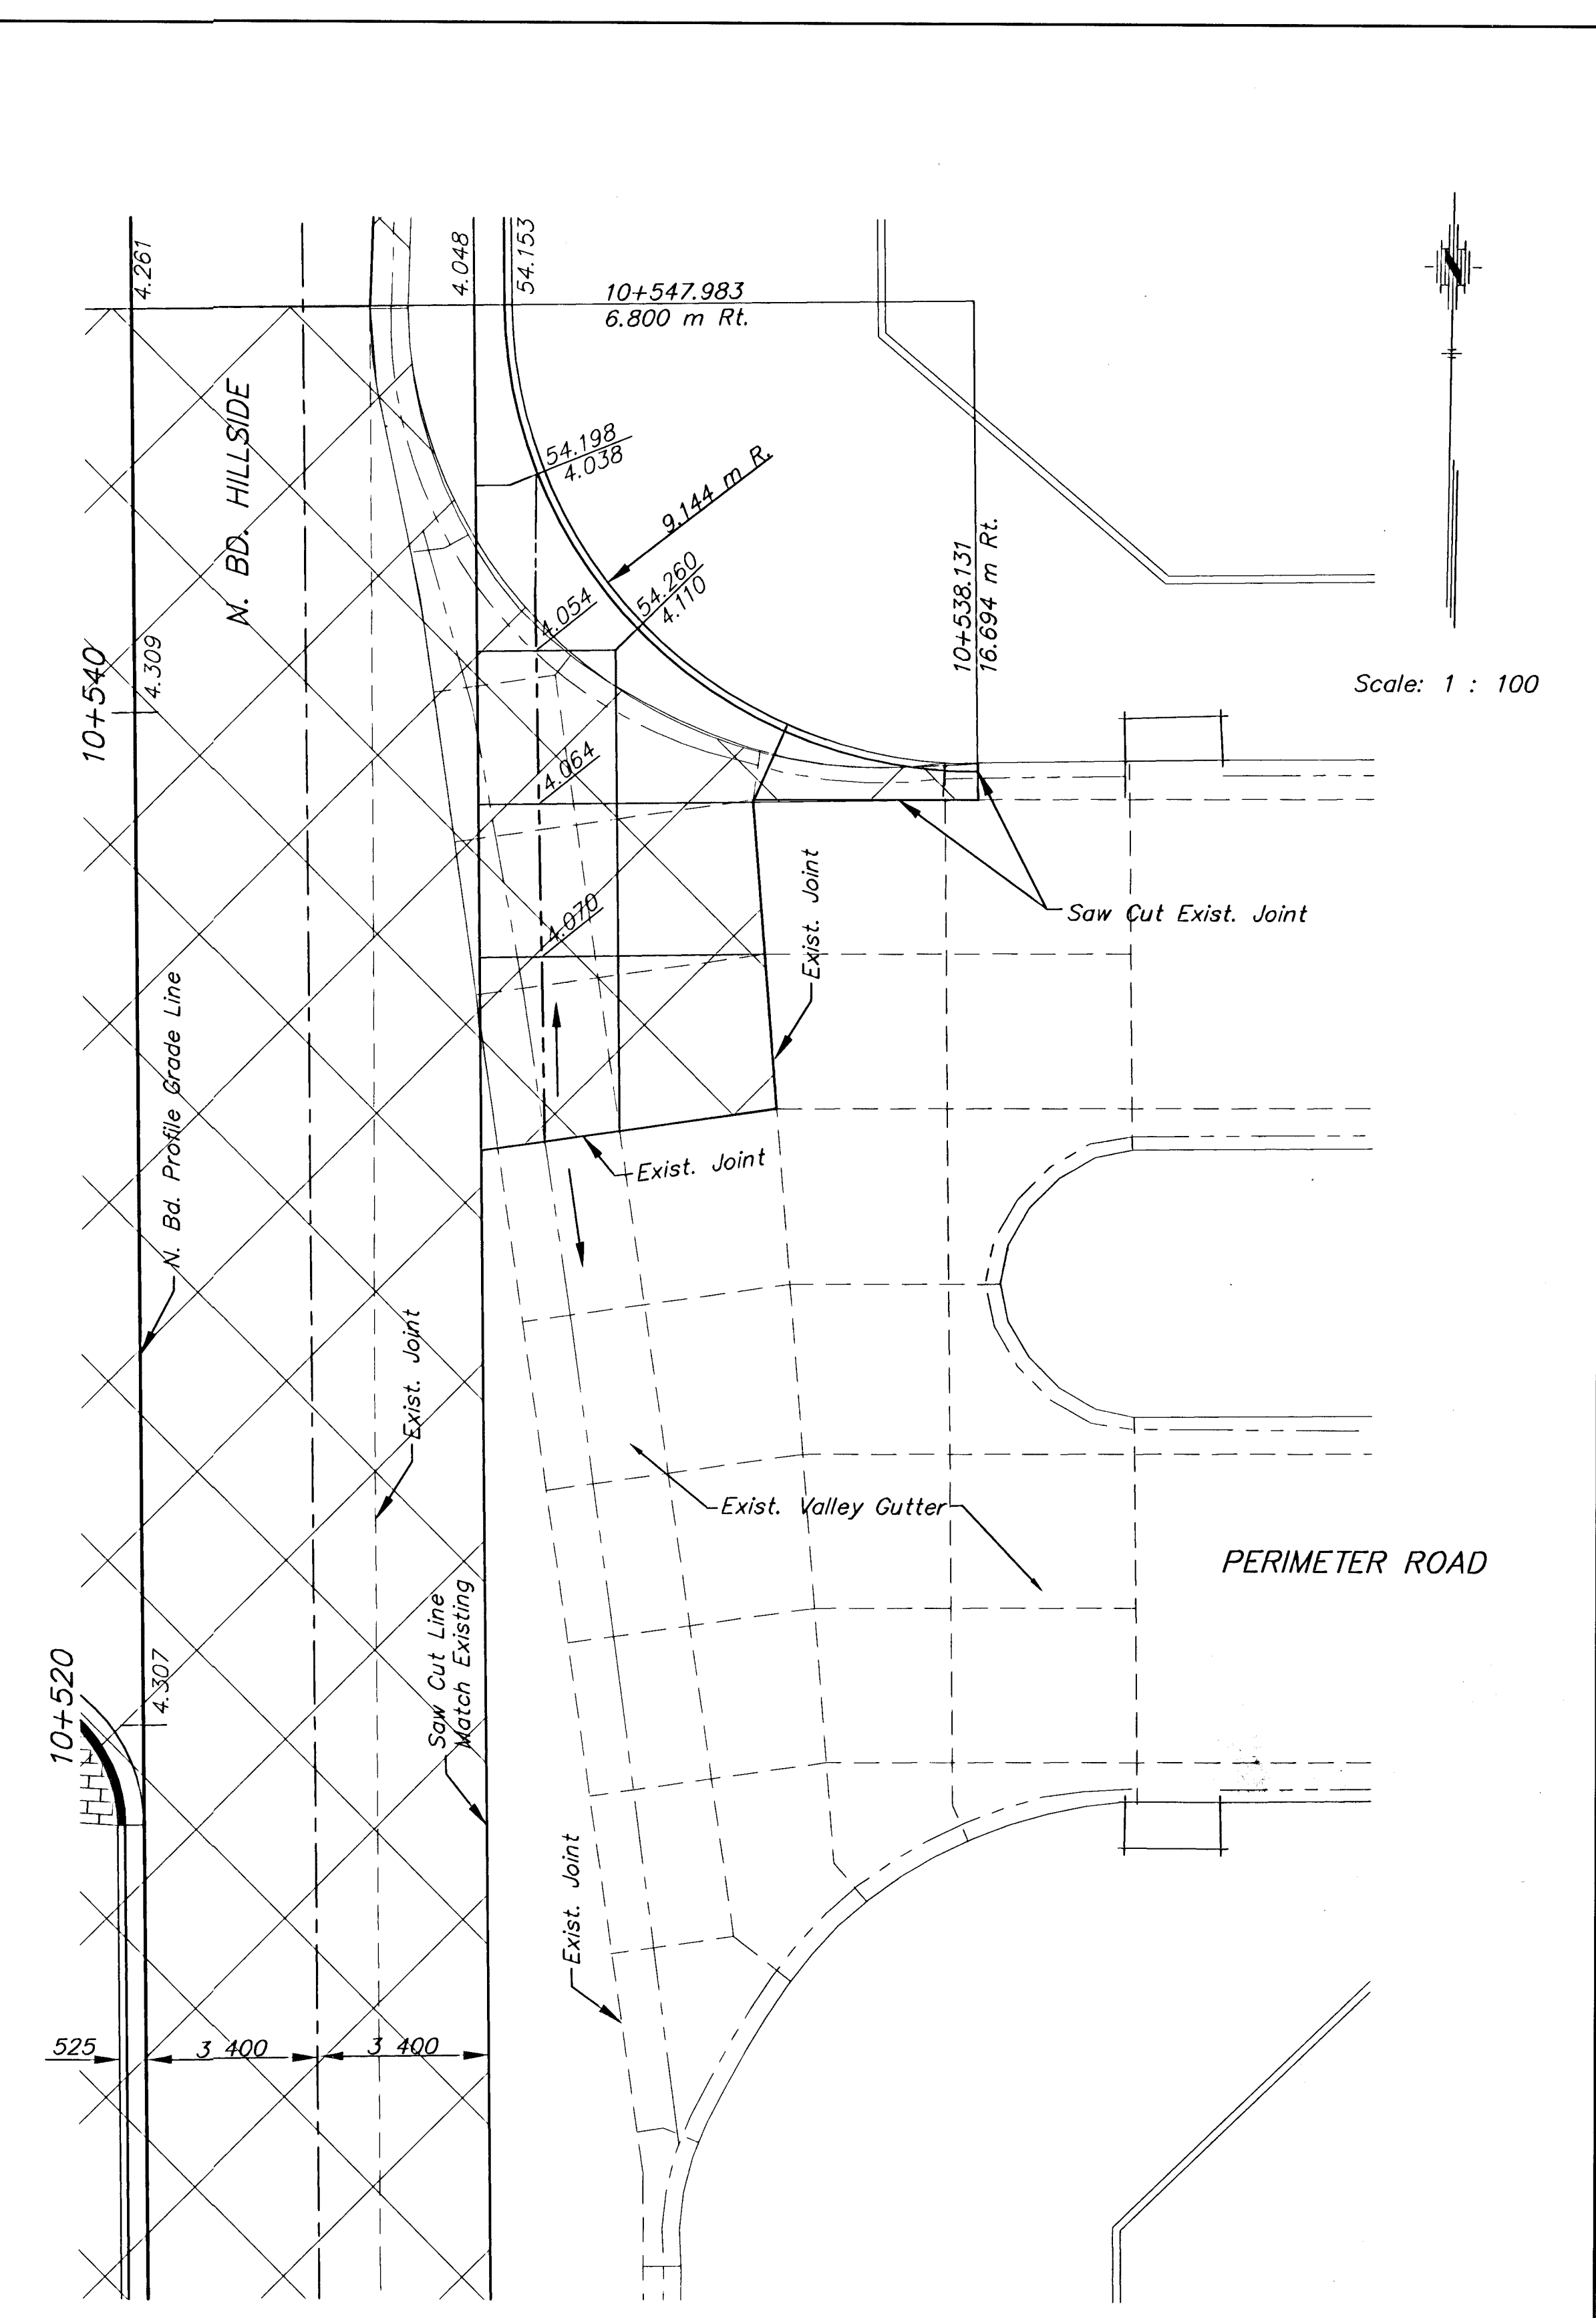 4.261
4.048
54.153
10+547.983
6.800 m Rt.
N. BD. HILLSIDE
54.198
4.038
9.144 m R.
54.260
4.110
4.054
10+538.131
16.694 m Rt.
N
Scale: 1 : 100
10+540
4.309
4.064
4.070
Exist. Joint
Saw Cut Exist. Joint
N. Bd. Profile Grade Line
Exist. Joint
Exist. Joint
Exist. Valley Gutter
PERIMETER ROAD
Saw Cut Line
Match Existing
10+520
4.307
Exist. Joint
525
3 400
3 400